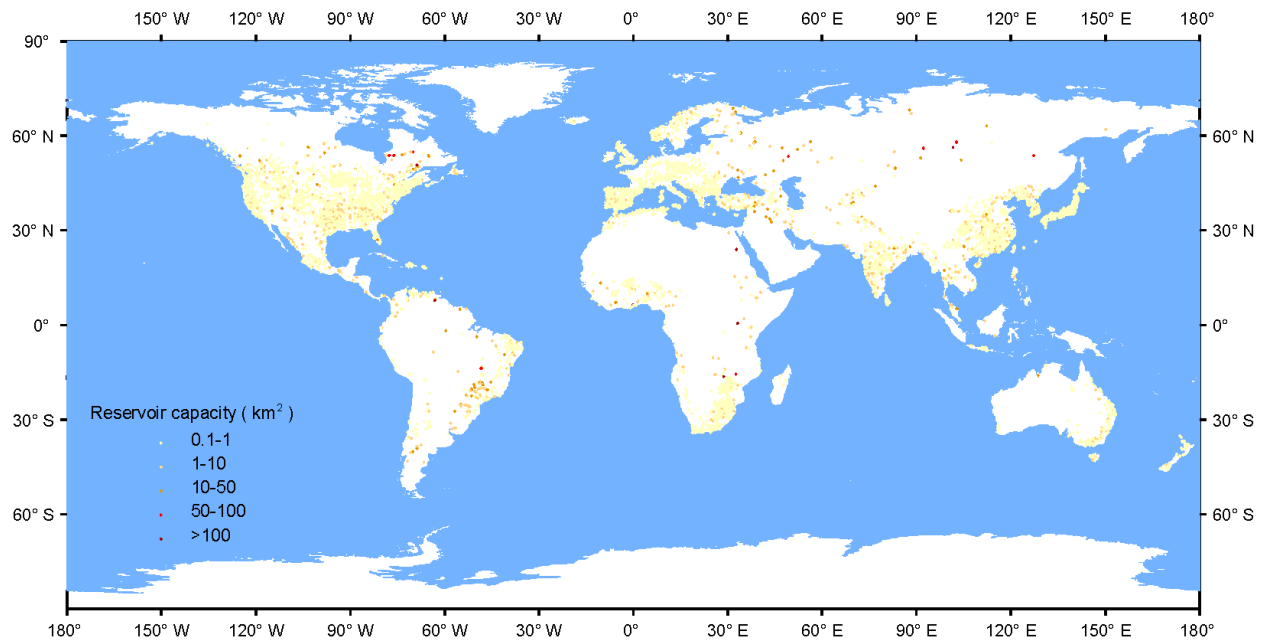 150° W 120° W 90° W 60° W 30° W 0° 30° E 60° E 90° E 120° E 150° E 180°
90°
60° N 60° N
30° N 30° N
0° 0°
Reservoir capacity ( km² )
30° S 0.1-1 30° S
1-10
10-50
60° S 50-100 60° S
>100
180° 150° W 120° W 90° W 60° W 30° W 0° 30° E 60° E 90° E 120° E 150° E 180°